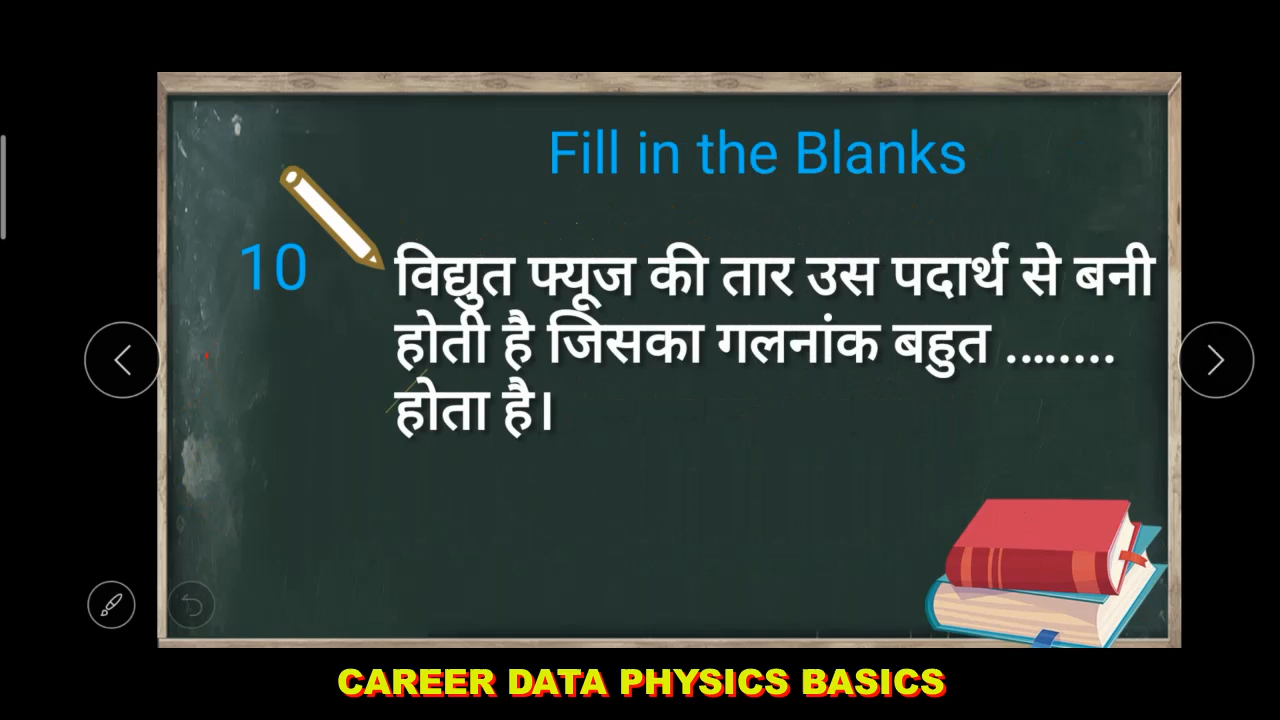 Fill in the Blanks
10
विद्युत फ्यूज की तार उस पदार्थ से बनी
होती है जिसका गलनांक बहुत ........
होता है।
CAREER DATA PHYSICS BASICS